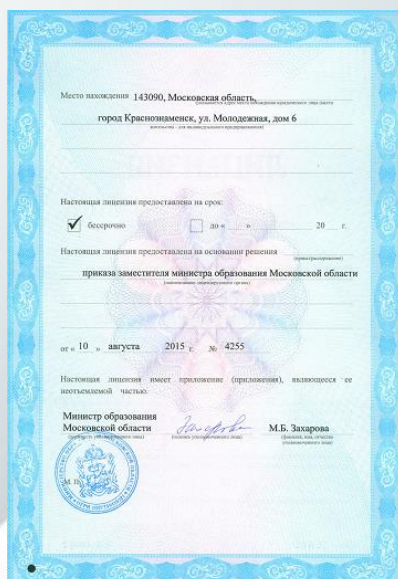 Место нахождения 143090, Московская область,
(указывается адрес места нахождения юридического лица (места
город Краснознаменск, ул. Молодежная, дом 6
жительства - для индивидуального предпринимателя)
Настоящая лицензия предоставлена на срок:
бессрочно до « » 20 г.
Настоящая лицензия предоставлена на основании решения
(приказ/распоряжение)
приказа заместителя министра образования Московской области
(наименование лицензирующего органа)
от « 10 » августа 2015 г. № 4255
Настоящая лицензия имеет приложение (приложения), являющееся ее
неотъемлемой частью.
Министр образования
Московской области М.Б. Захарова
(должность уполномоченного лица) (подпись уполномоченного лица) (фамилия, имя, отчество
уполномоченного лица)
М. П.